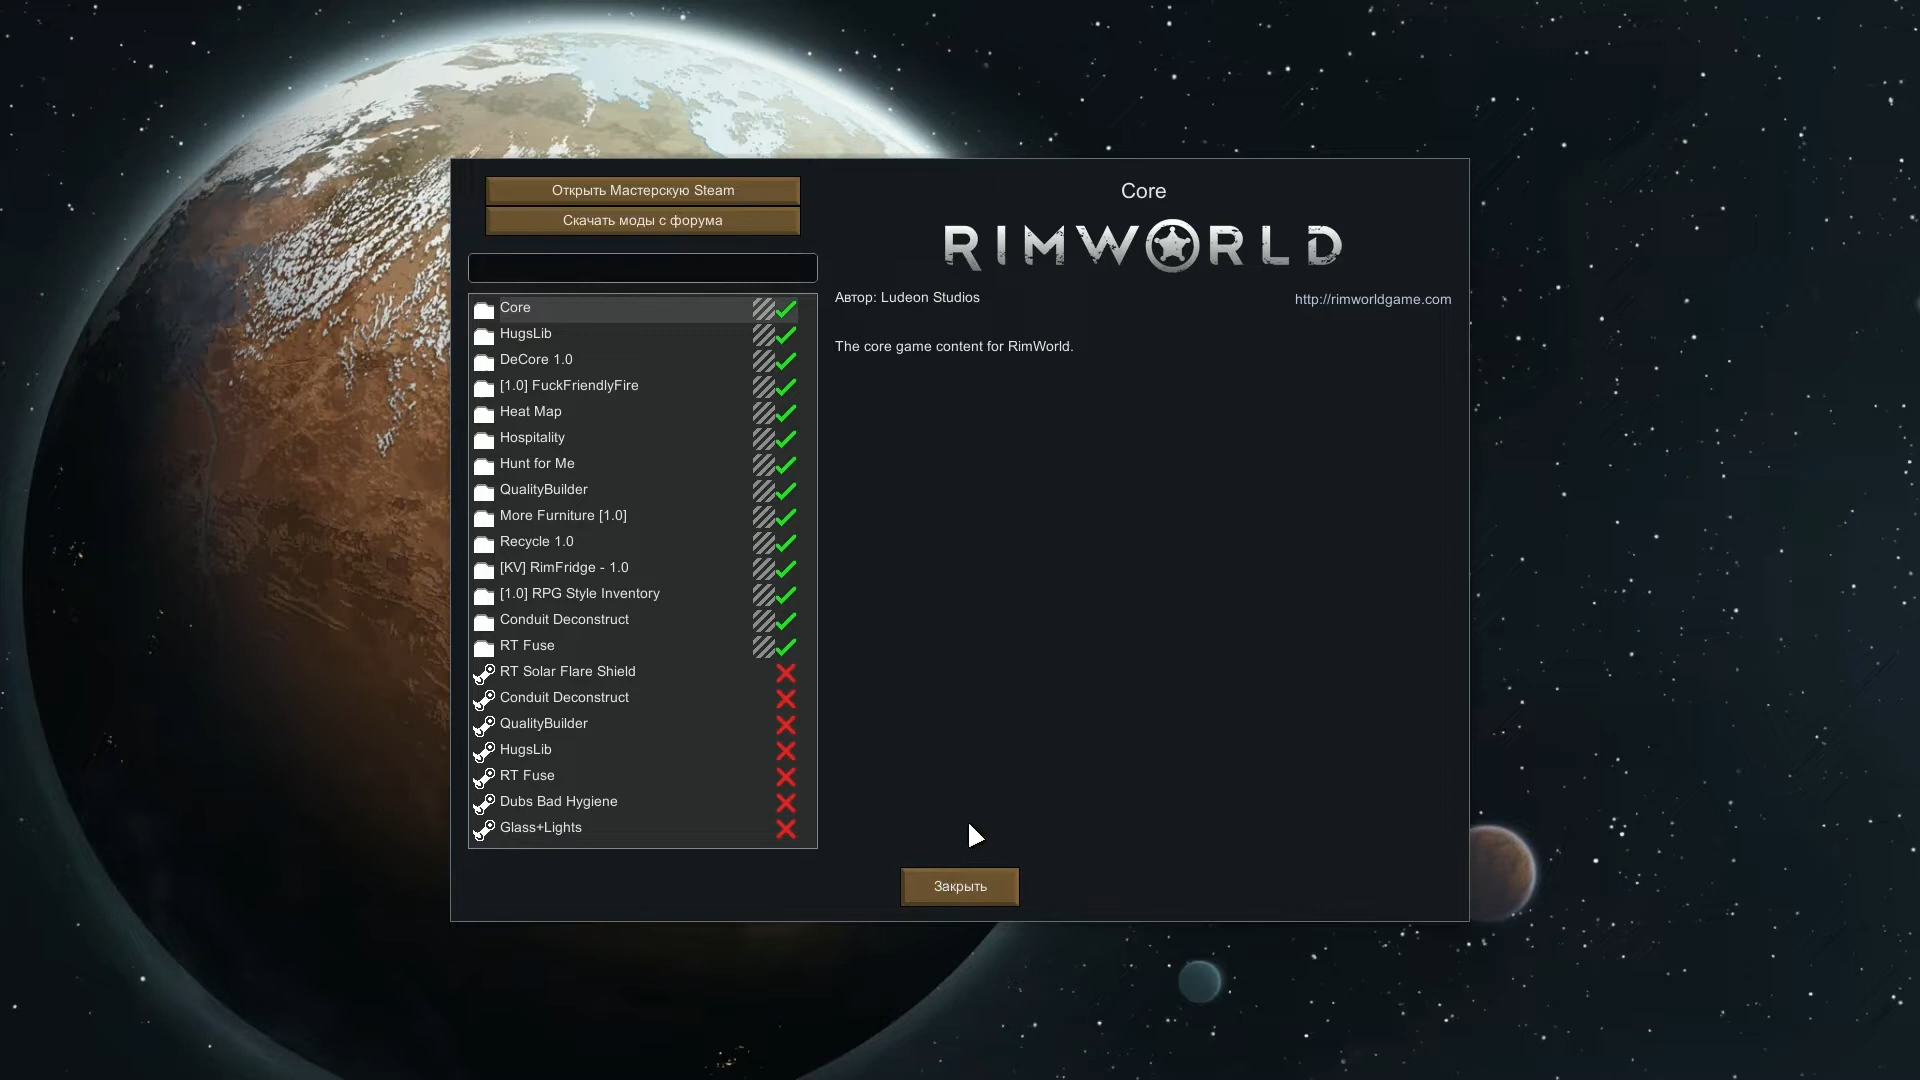 Открыть Мастерскую Steam
Скачать моды с форума
Core
HugsLib
DeCore 1.0
[1.0] FuckFriendlyFire
Heat Map
Hospitality
Hunt for Me
QualityBuilder
More Furniture [1.0]
Recycle 1.0
[KV] RimFridge - 1.0
[1.0] RPG Style Inventory
Conduit Deconstruct
RT Fuse
RT Solar Flare Shield
Conduit Deconstruct
QualityBuilder
HugsLib
RT Fuse
Dubs Bad Hygiene
Glass+Lights
Core
RIMWORLD
Автор: Ludeon Studios
http://rimworldgame.com
The core game content for RimWorld.
Закрыть